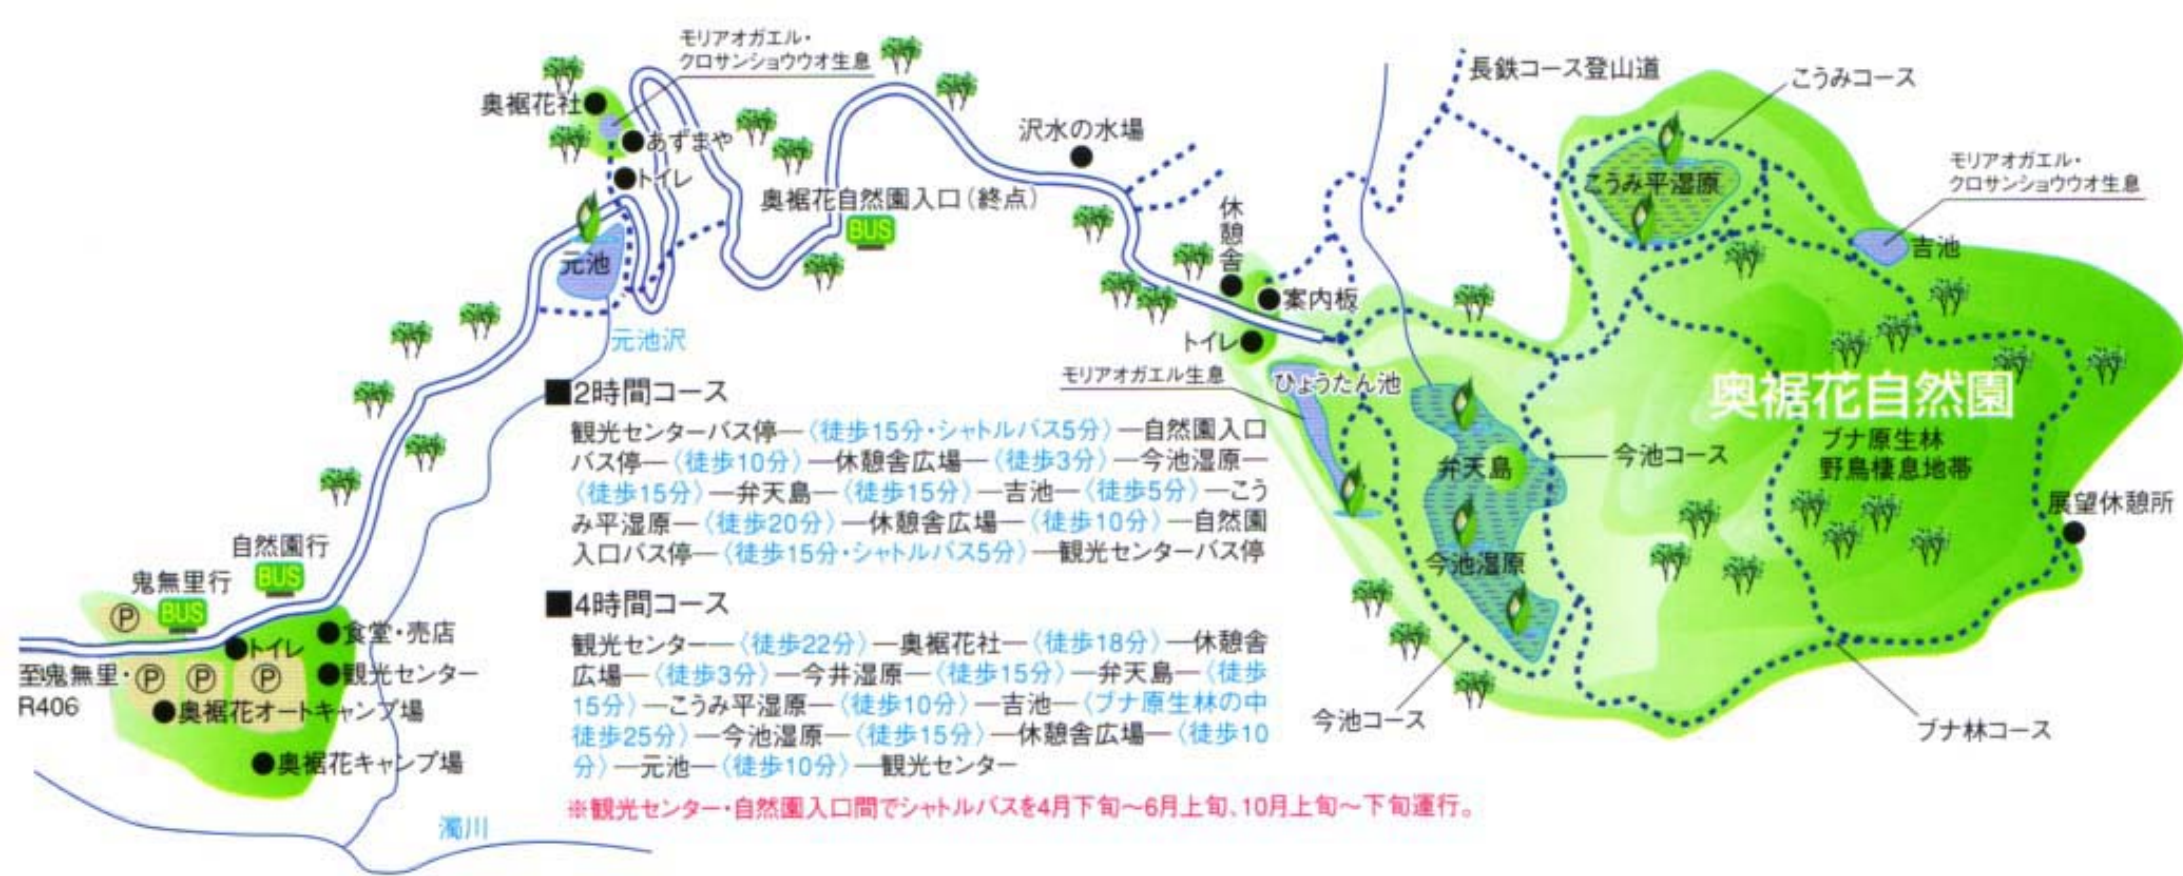 モリアオガエル・
クロサンショウウオ生息
奥裾花社
あずまや
トイレ
元池
奥裾花自然園入口（終点）
BUS
沢水の水場
休憩舎
案内板
トイレ
長鉄コース登山道
こうみコース
こうみ平湿原
モリアオガエル・
クロサンショウウオ生息
吉池
元池沢
モリアオガエル生息
ひょうたん池
弁天島
今池湿原
今池コース
奥裾花自然園
ブナ原生林
野鳥棲息地帯
展望休憩所
今池コース
ブナ林コース
■2時間コース
観光センターバス停―〈徒歩15分・シャトルバス5分〉―自然園入口
バス停―〈徒歩10分〉―休憩舎広場―〈徒歩3分〉―今池湿原―
〈徒歩15分〉―弁天島―〈徒歩15分〉―吉池―〈徒歩5分〉―こう
み平湿原―〈徒歩20分〉―休憩舎広場―〈徒歩10分〉―自然園
入口バス停―〈徒歩15分・シャトルバス5分〉―観光センターバス停
■4時間コース
観光センター―〈徒歩22分〉―奥裾花社―〈徒歩18分〉―休憩舎
広場―〈徒歩3分〉―今井湿原―〈徒歩15分〉―弁天島―〈徒歩
15分〉―こうみ平湿原―〈徒歩10分〉―吉池―〈ブナ原生林の中
徒歩25分〉―今池湿原―〈徒歩15分〉―休憩舎広場―〈徒歩10
分〉―元池―〈徒歩10分〉―観光センター
※観光センター・自然園入口間でシャトルバスを4月下旬〜6月上旬、10月上旬〜下旬運行。
自然園行
BUS
鬼無里行
BUS
P
トイレ
食堂・売店
観光センター
至鬼無里・
R406
P
P
P
奥裾花オートキャンプ場
奥裾花キャンプ場
濁川